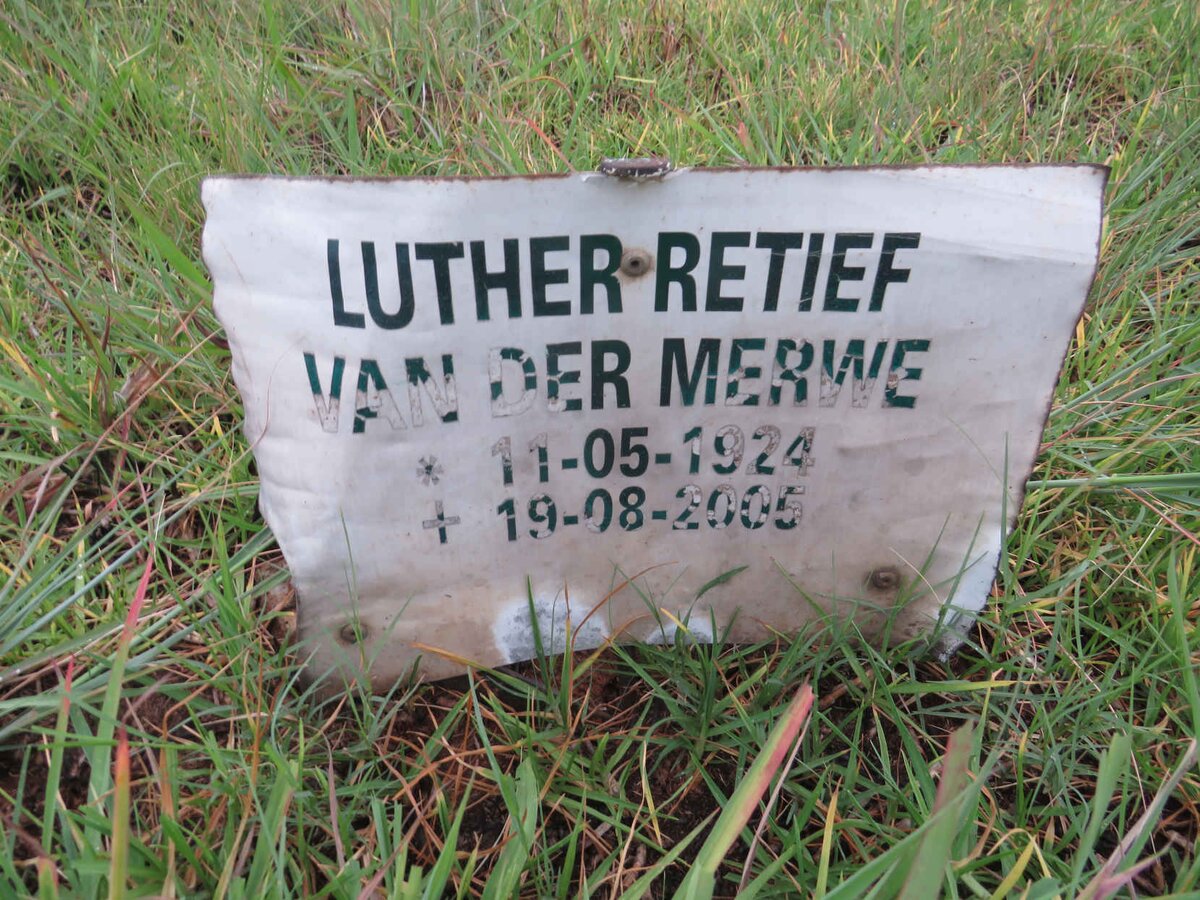 LUTHER RETIEF
VAN DER MERWE
* 11-05-1924
+ 19-08-2005